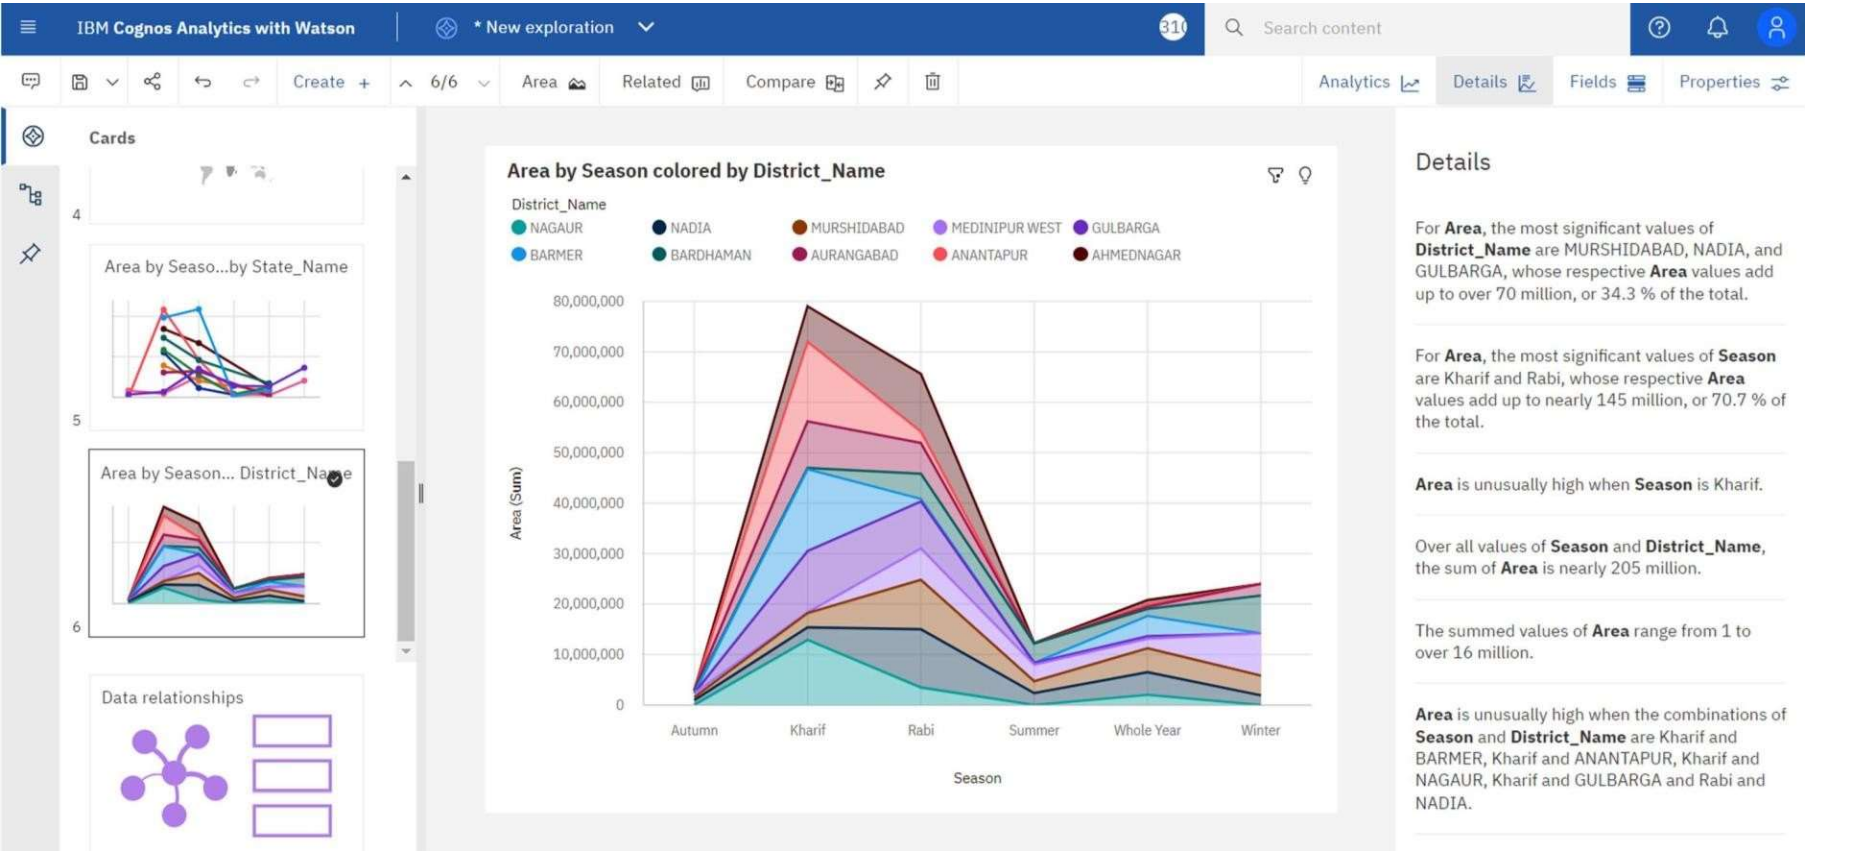 IBM Cognos Analytics with Watson
* New exploration
310
Search content
Create +
6/6
Area
Related
Compare
Analytics
Details
Fields
Properties
Cards
4
Area by Seaso...by State_Name
5
Area by Season... District_Name
6
Data relationships
Area by Season colored by District_Name
District_Name
NAGAUR NADIA MURSHIDABAD MEDINIPUR WEST GULBARGA
BARMER BARDHAMAN AURANGABAD ANANTAPUR AHMEDNAGAR
80,000,000
70,000,000
60,000,000
50,000,000
40,000,000
30,000,000
20,000,000
10,000,000
0
Area (Sum)
Autumn Kharif Rabi Summer Whole Year Winter
Season
Details
For Area, the most significant values of
District_Name are MURSHIDABAD, NADIA, and
GULBARGA, whose respective Area values add
up to over 70 million, or 34.3 % of the total.
For Area, the most significant values of Season
are Kharif and Rabi, whose respective Area
values add up to nearly 145 million, or 70.7 % of
the total.
Area is unusually high when Season is Kharif.
Over all values of Season and District_Name,
the sum of Area is nearly 205 million.
The summed values of Area range from 1 to
over 16 million.
Area is unusually high when the combinations of
Season and District_Name are Kharif and
BARMER, Kharif and ANANTAPUR, Kharif and
NAGAUR, Kharif and GULBARGA and Rabi and
NADIA.